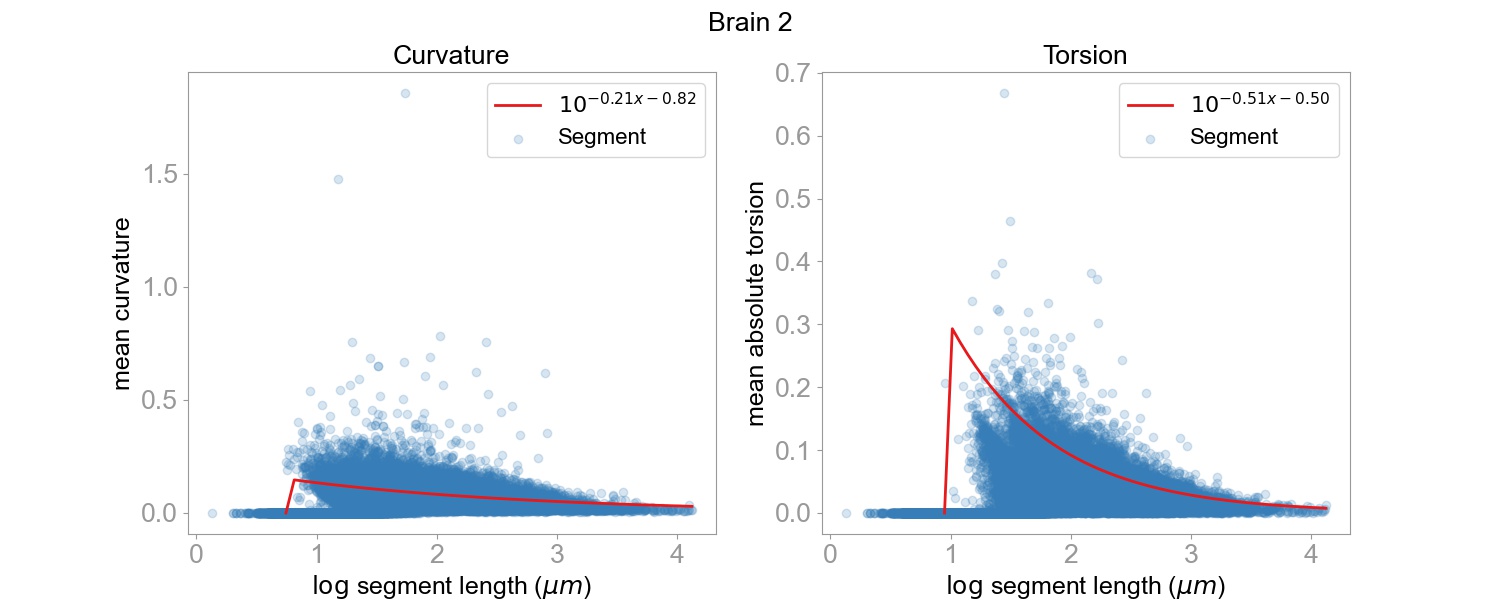 Brain 2
Curvature
10^{−0.21x−0.82}
Segment
mean curvature
1.5
1.0
0.5
0.0
0 1 2 3 4
log segment length (μm)
Torsion
10^{−0.51x−0.50}
Segment
mean absolute torsion
0.7
0.6
0.5
0.4
0.3
0.2
0.1
0.0
0 1 2 3 4
log segment length (μm)